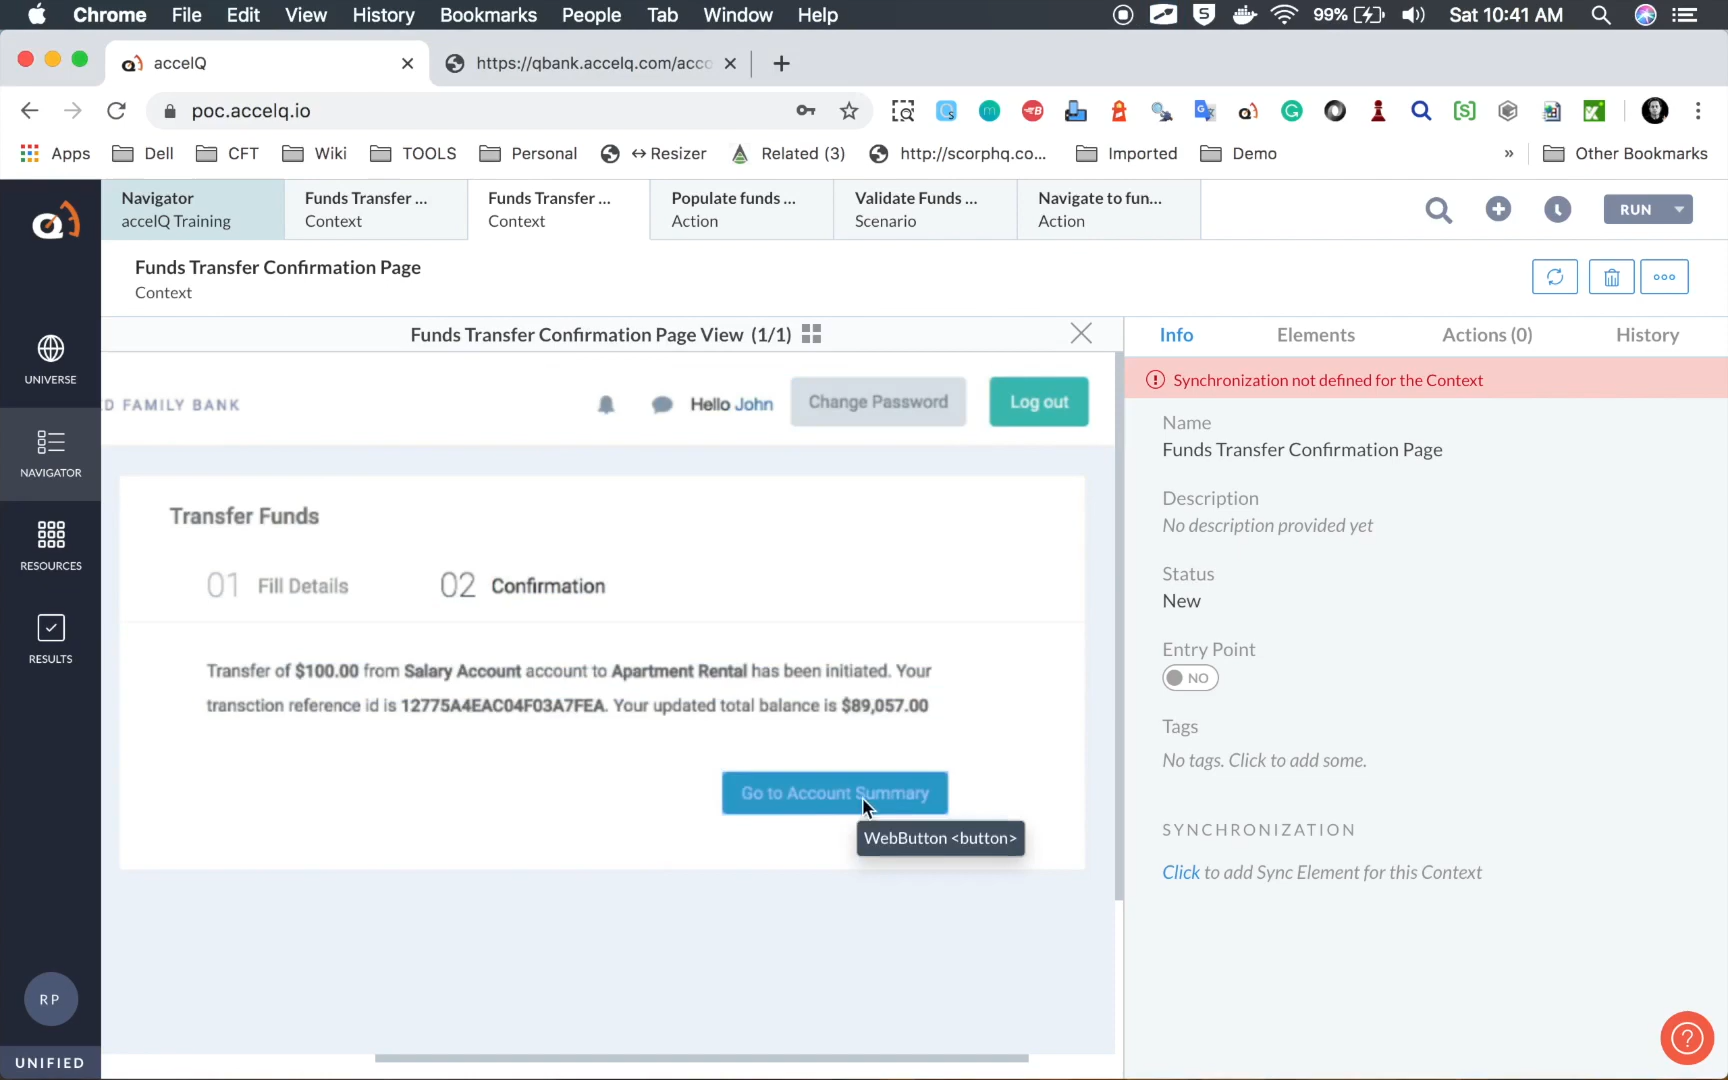 Chrome File Edit View History Bookmarks People Tab Window Help 99% Sat 10:41 AM
accelQ https://qbank.accelq.com/acco
poc.accelq.io
Apps Dell CFT Wiki TOOLS Personal ↔Resizer Related (3) http://scorphq.co... Imported Demo » Other Bookmarks
Navigator Funds Transfer ... Funds Transfer ... Populate funds ... Validate Funds ... Navigate to fun...
accelQ Training Context Context Action Scenario Action
RUN
Funds Transfer Confirmation Page
Context
UNIVERSE
NAVIGATOR
RESOURCES
RESULTS
RP
UNIFIED
Funds Transfer Confirmation Page View (1/1)
D FAMILY BANK Hello John Change Password Log out
Transfer Funds
01 Fill Details 02 Confirmation
Transfer of $100.00 from Salary Account account to Apartment Rental has been initiated. Your
transction reference id is 12775A4EAC04F03A7FEA. Your updated total balance is $89,057.00
Go to Account Summary
WebButton <button>
Info Elements Actions (0) History
Synchronization not defined for the Context
Name
Funds Transfer Confirmation Page
Description
No description provided yet
Status
New
Entry Point
NO
Tags
No tags. Click to add some.
SYNCHRONIZATION
Click to add Sync Element for this Context